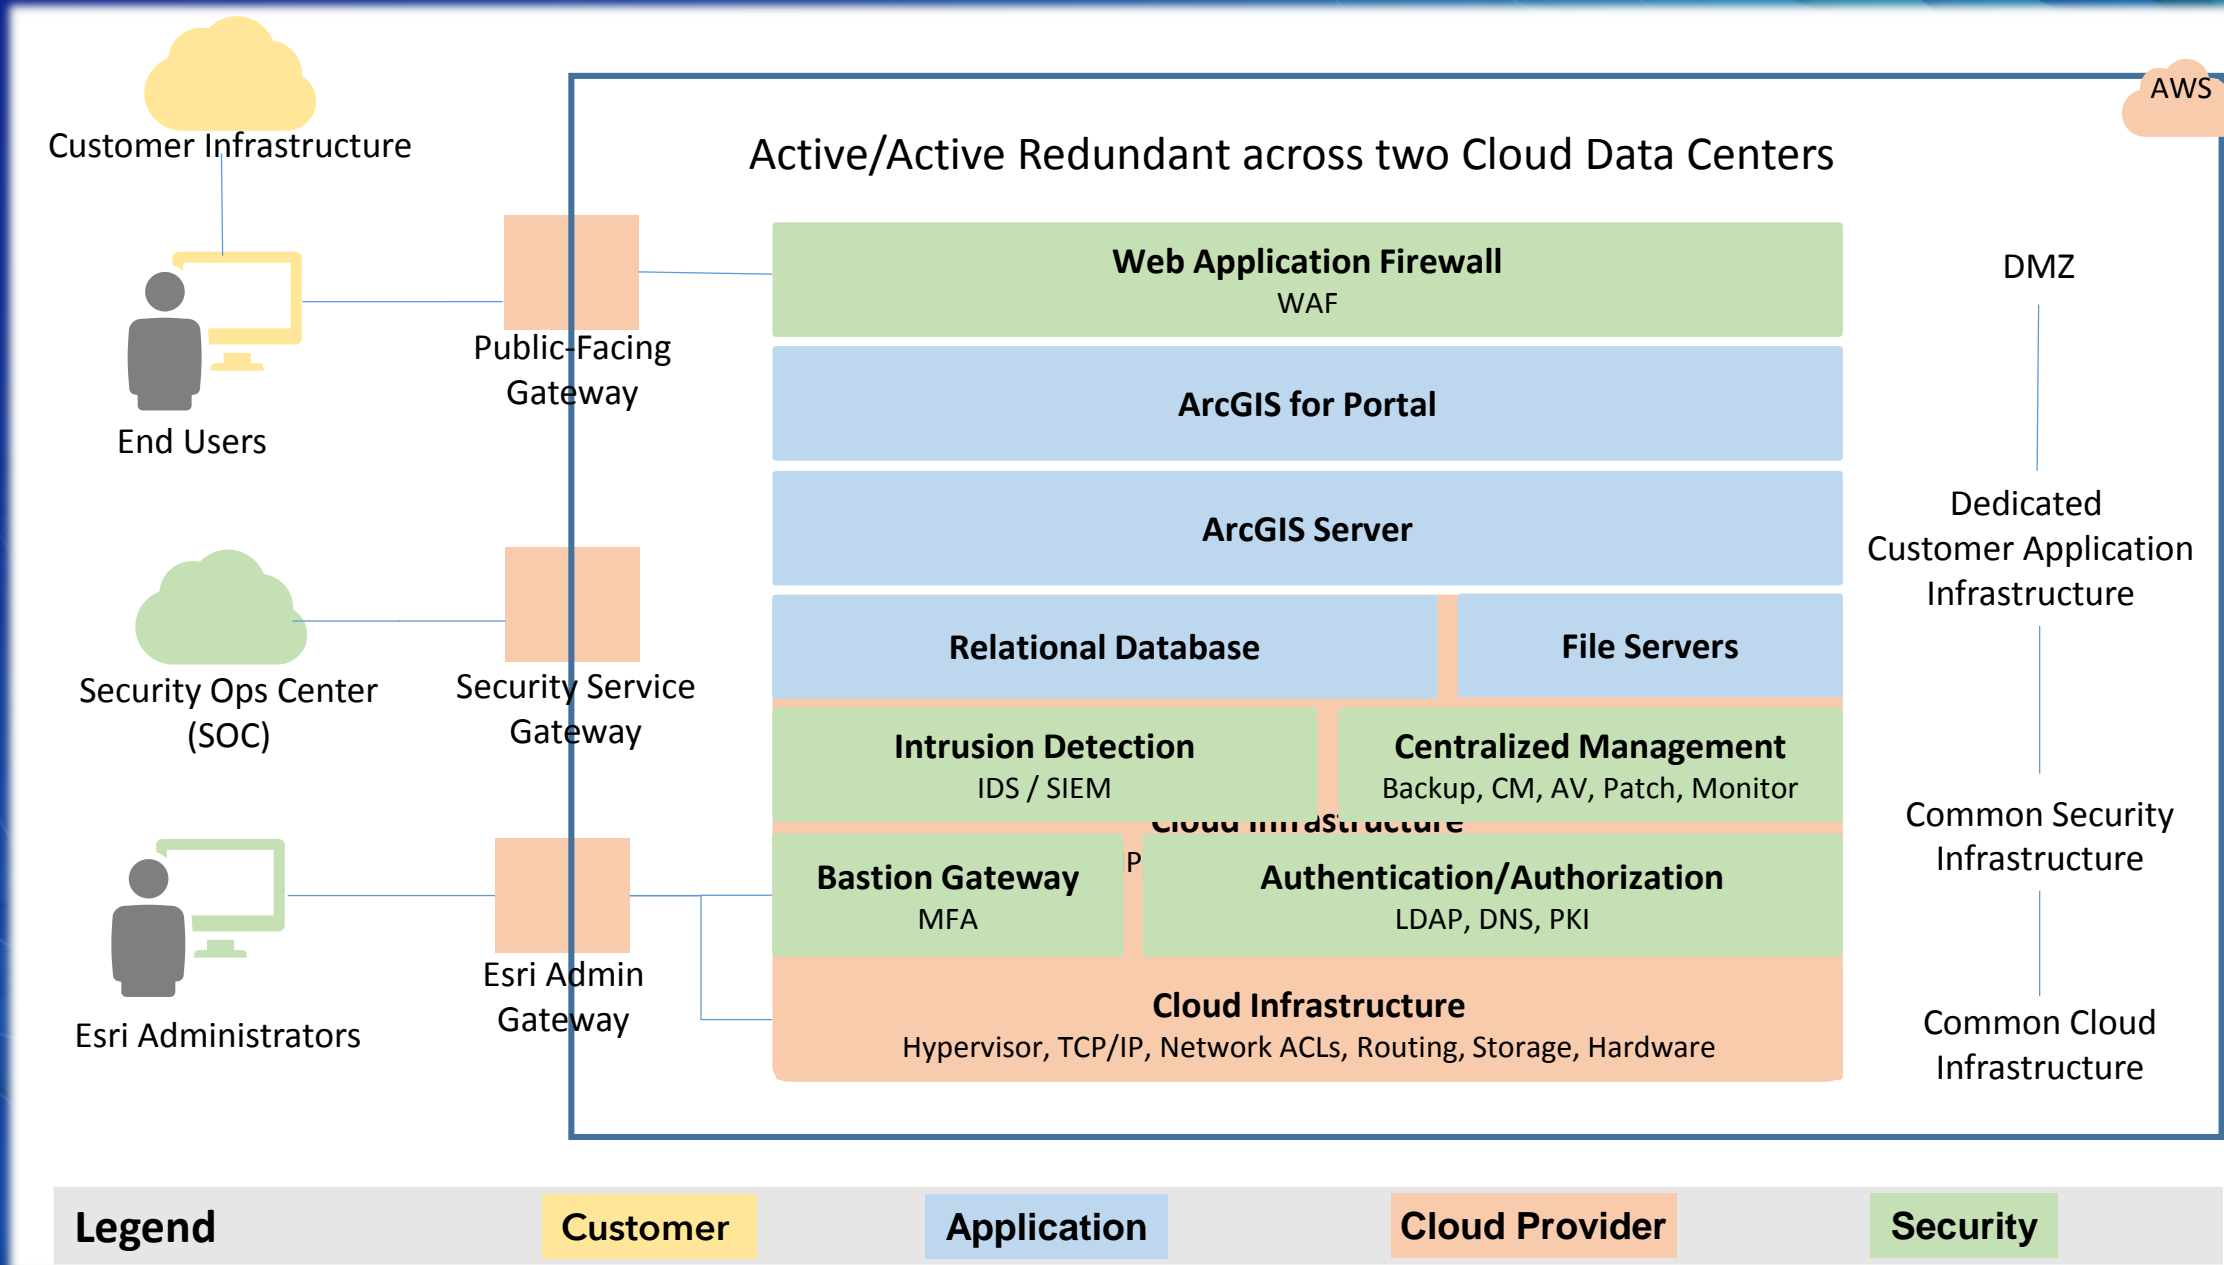 AWS
Customer Infrastructure
Active/Active Redundant across two Cloud Data Centers
Web Application Firewall
WAF
DMZ
Public-Facing
Gateway
ArcGIS for Portal
End Users
ArcGIS Server
Dedicated
Customer Application
Infrastructure
Relational Database
File Servers
Security Ops Center
(SOC)
Security Service
Gateway
Intrusion Detection
IDS / SIEM
Centralized Management
Backup, CM, AV, Patch, Monitor
Cloud Infrastructure
Common Security
Infrastructure
Bastion Gateway
MFA
Authentication/Authorization
LDAP, DNS, PKI
Esri Admin
Gateway
Esri Administrators
Cloud Infrastructure
Hypervisor, TCP/IP, Network ACLs, Routing, Storage, Hardware
Common Cloud
Infrastructure
Legend
Customer
Application
Cloud Provider
Security